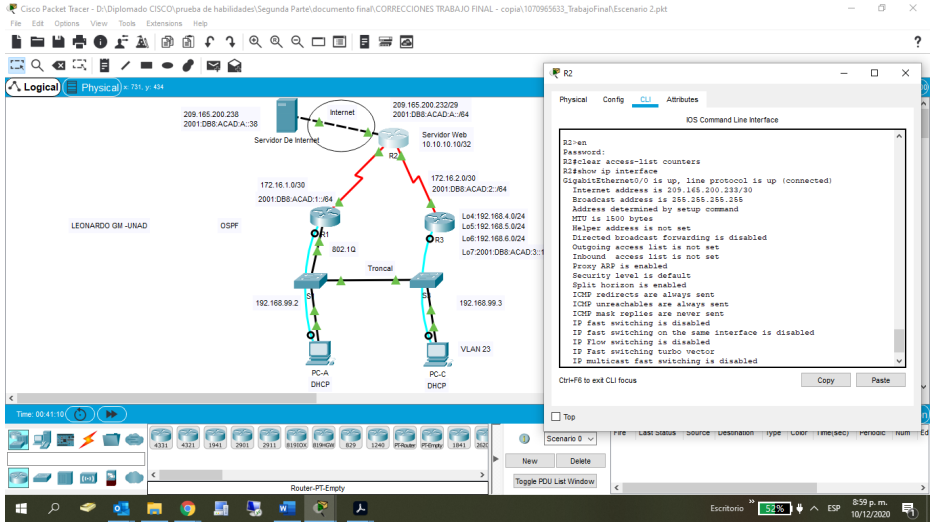 Cisco Packet Tracer - D:\Diplomado CISCO\prueba de habilidades\Segunda Parte\documento final\CORRECCIONES TRABAJO FINAL - copia\1070965633_TrabajoFinal\Escenario 2.pkt
File Edit Options View Tools Extensions Help
Logical Physical x: 731, y: 434
209.165.200.238
2001:DB8:ACAD:A::38
Servidor De Internet
Internet
209.165.200.232/29
2001:DB8:ACAD:A::/64
Servidor Web
10.10.10.10/32
R2
172.16.1.0/30
2001:DB8:ACAD:1::/64
172.16.2.0/30
2001:DB8:ACAD:2::/64
LEONARDO GM -UNAD
OSPF
R1
802.1Q
R3
Lo4:192.168.4.0/24
Lo5:192.168.5.0/24
Lo6:192.168.6.0/24
Lo7:2001:DB8:ACAD:3::1
Troncal
192.168.99.2
192.168.99.3
VLAN 23
PC-A
DHCP
PC-C
DHCP
R2
Physical Config CLI Attributes
IOS Command Line Interface
R2>en
Password:
R2#clear access-list counters
R2#show ip interface
GigabitEthernet0/0 is up, line protocol is up (connected)
Internet address is 209.165.200.233/30
Broadcast address is 255.255.255.255
Address determined by setup command
MTU is 1500 bytes
Helper address is not set
Directed broadcast forwarding is disabled
Outgoing access list is not set
Inbound access list is not set
Proxy ARP is enabled
Security level is default
Split horizon is enabled
ICMP redirects are always sent
ICMP unreachables are always sent
ICMP mask replies are never sent
IP fast switching is disabled
IP fast switching on the same interface is disabled
IP Flow switching is disabled
IP Fast switching turbo vector
IP multicast fast switching is disabled
Ctrl+F6 to exit CLI focus
Copy Paste
Top
Time: 00:41:10
4331 4321 1941 2901 2911 819IOX 819HGW 829 1240 PT-Router PT-Empty 1841 2620
Router-PT-Empty
Scenario 0
New Delete
Toggle PDU List Window
Fire Last Status Source Destination Type Color Time(sec) Periodic Num Ed
Escritorio 52% ESP
8:59 p. m.
10/12/2020